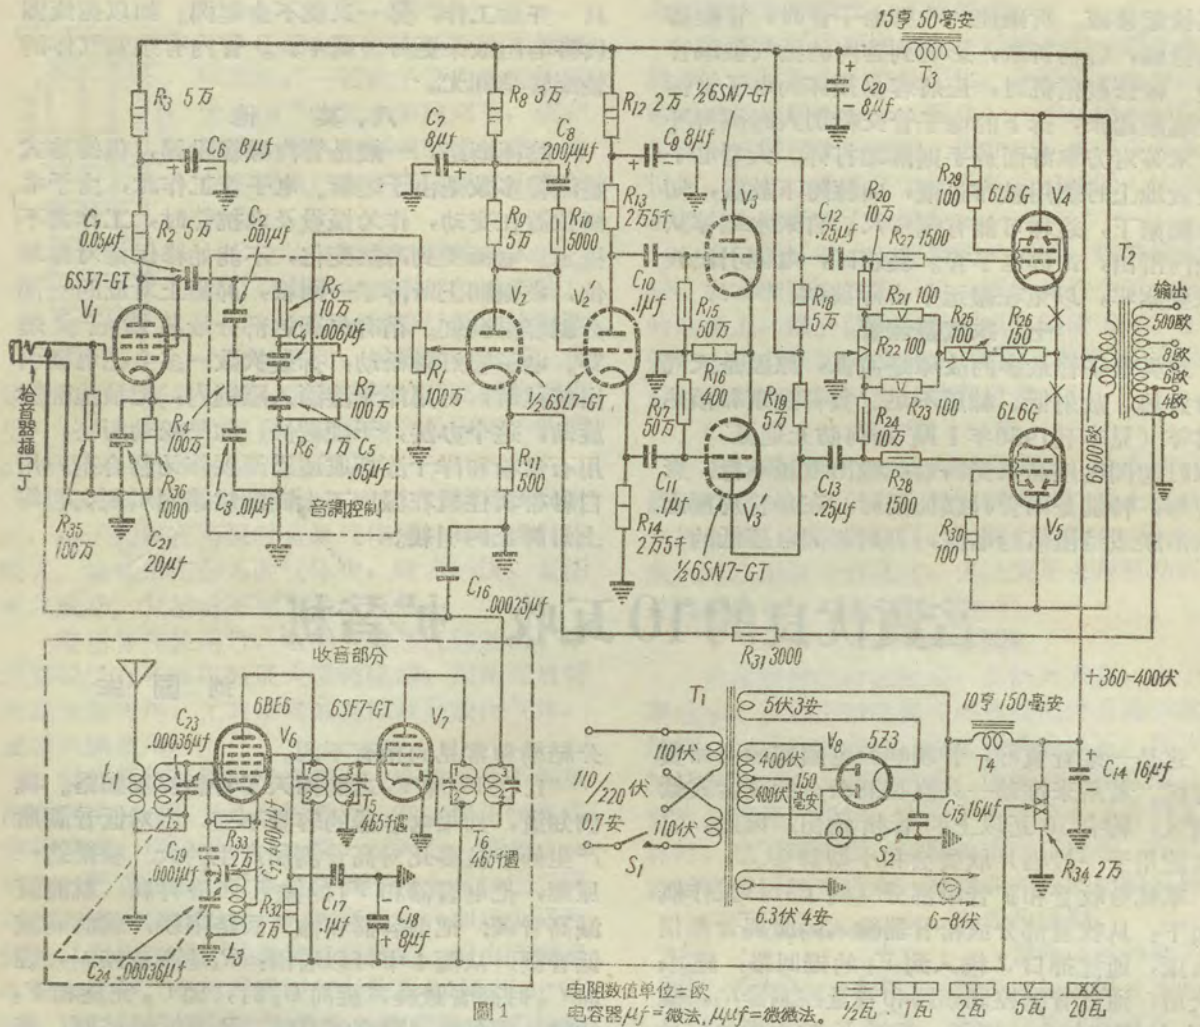 15亨 50毫安
T3
C20
8μf
R3 5万
C6 8μf
R2 5万
C1
0.05μf
6SJ7-GT
V1
C2
.001μf
R5
10万
C4 .006μf
R4
100万
R7
100万
R6
1万
C5
.05μf
C3 .01μf
音調控制
拾音器插口J
R35
100万
R36
1000
C21
20μf
R1
100万
C7
8μf
R8 3万
C8
200μμf
R9
5万
R10
5000
V2
½6SL7-GT
R11
500
C16 .00025μf
R12 2万
C9 8μf
R13
2万5千
V2'
C10
.1μf
C11
.1μf
R14
2万5千
½6SN7-GT
V3
R15
50万
R16
400
R17
50万
V3'
½6SN7-GT
R18
5万
R19
5万
C12
.25μf
C13
.25μf
R20
10万
R27 1500
R21 100
R22 100
R23 100
R24
10万
R28
1500
R25
100
R26
150
R29
100
6L6G
V4
6L6G
V5
R30
100
T2
6600欧
输出
500欧
8欧
6欧
4欧
R31 3000
+360-400伏
收音部分
L1
L2
C23
.00036μf
6BE6
V6
6SF7-GT
V7
C19
.0001μf
R33
2万
C22 400μμf
L3
R32
2万
C24 .00036μf
T5
465千週
T6
465千週
C17
.1μf
C18
8μf
T1
110/220伏
0.7安
S1
110伏
110伏
5伏3安
400伏
400伏
150毫安
6.3伏4安
V8
5Z3
S2
6-8伏
10亨 150毫安
T4
C15 16μf
C14 16μf
R34 2万
圖1
电阻数值单位=欧
电容器μf=微法,μμf=微微法。
½瓦 1瓦 2瓦 5瓦 20瓦